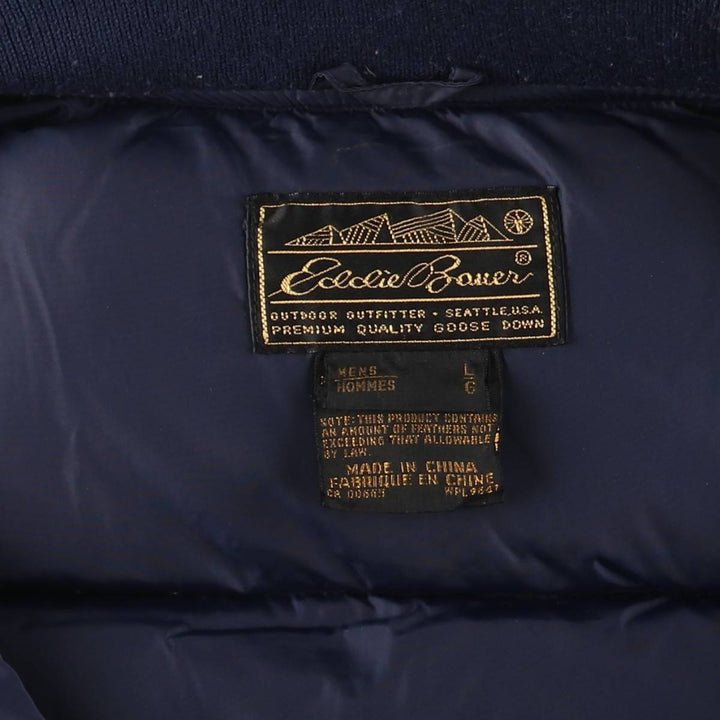 Eddie Bauer®
OUTDOOR OUTFITTER · SEATTLE, U.S.A.
PREMIUM QUALITY GOOSE DOWN
MENS L
HOMMES G
NOTE: THIS PRODUCT CONTAINS
AN AMOUNT OF FEATHERS NOT
EXCEEDING THAT ALLOWABLE
BY LAW.
MADE IN CHINA
FABRIQUE EN CHINE
CA